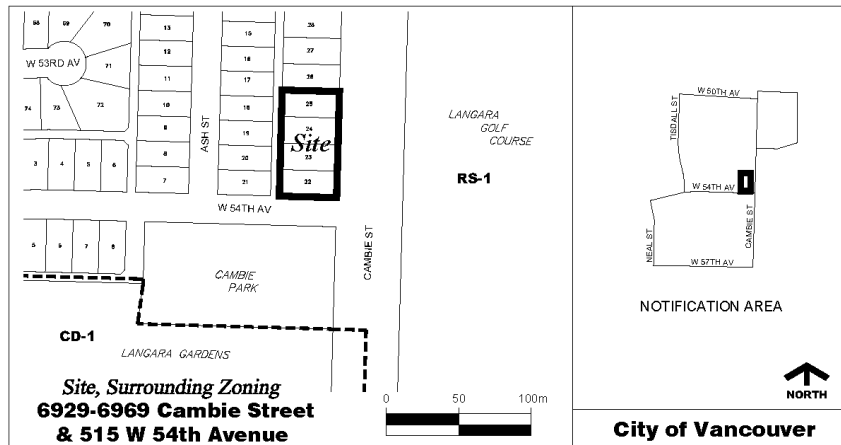 58
59
70
W 53RD AV
71
74
73
72
3
4
5
6
5
6
7
8
13
12
11
10
9
8
7
ASH ST
15
16
17
18
19
20
21
26
27
26
25
24
Site
23
22
W 54TH AV
CAMBIE ST
LANGARA
GOLF
COURSE
RS-1
CAMBIE
PARK
CD-1
LANGARA GARDENS
Site, Surrounding Zoning
6929-6969 Cambie Street
& 515 W 54th Avenue
0
50
100m
TISDALL ST
W 50TH AV
W 54TH AV
NEAL ST
CAMBIE ST
W 57TH AV
NOTIFICATION AREA
NORTH
City of Vancouver